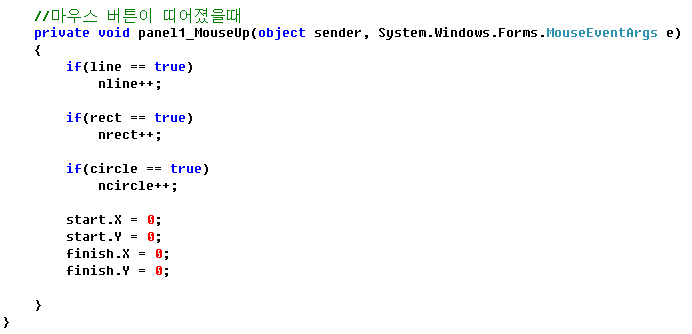 //마우스 버튼이 띠어졌을때
private void panel1_MouseUp(object sender, System.Windows.Forms.MouseEventArgs e)
{
if(line == true)
nline++;
if(rect == true)
nrect++;
if(circle == true)
ncircle++;
start.X = 0;
start.Y = 0;
finish.X = 0;
finish.Y = 0;
}
}